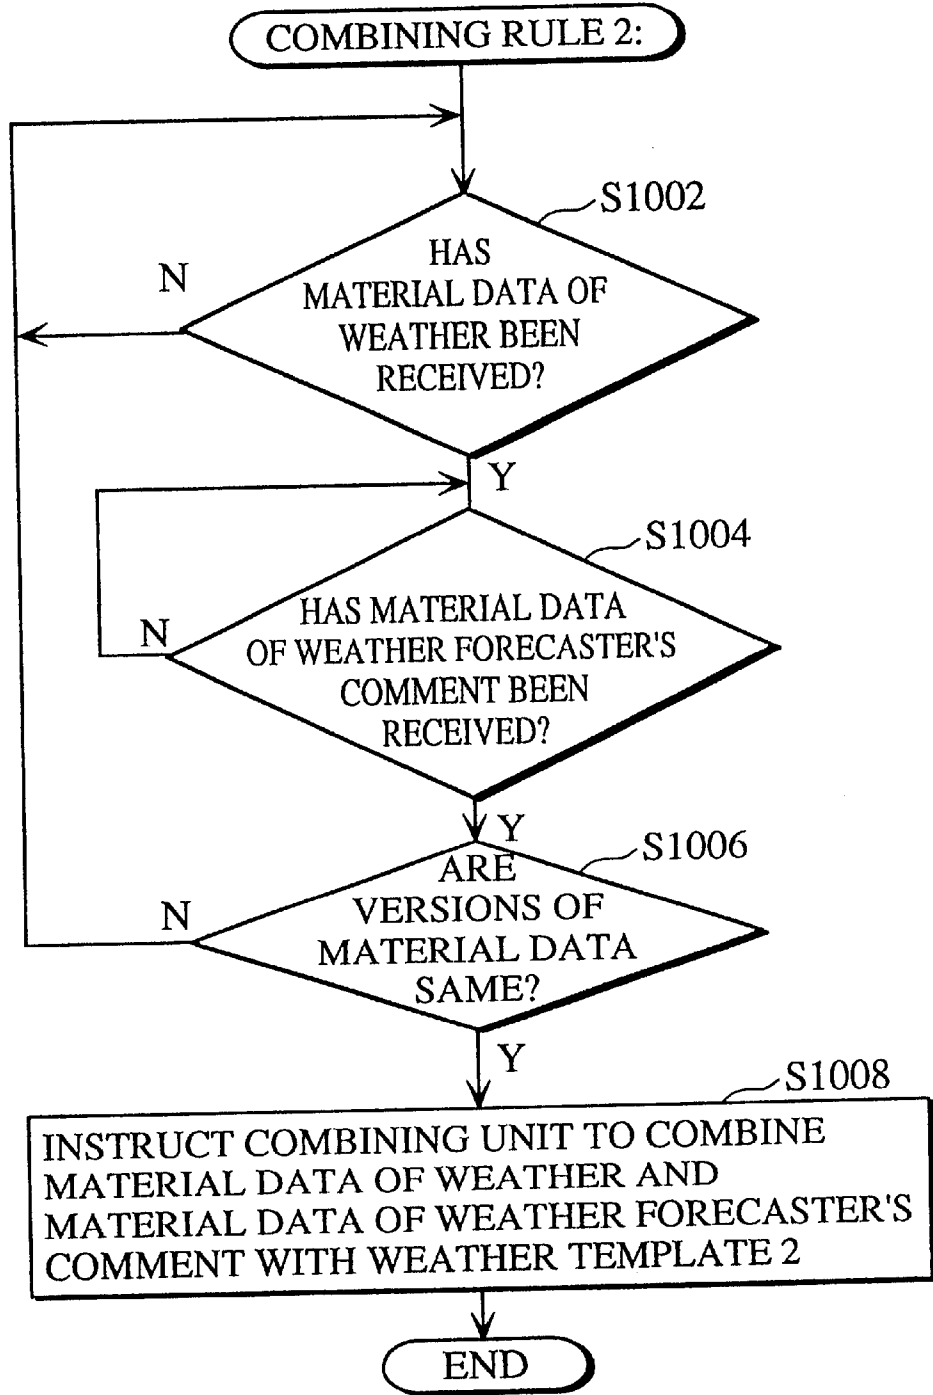 COMBINING RULE 2:
S1002
HAS
MATERIAL DATA OF
WEATHER BEEN
RECEIVED?
N
Y
S1004
HAS MATERIAL DATA
OF WEATHER FORECASTER'S
COMMENT BEEN
RECEIVED?
N
Y
S1006
ARE
VERSIONS OF
MATERIAL DATA
SAME?
N
Y
S1008
INSTRUCT COMBINING UNIT TO COMBINE
MATERIAL DATA OF WEATHER AND
MATERIAL DATA OF WEATHER FORECASTER'S
COMMENT WITH WEATHER TEMPLATE 2
END